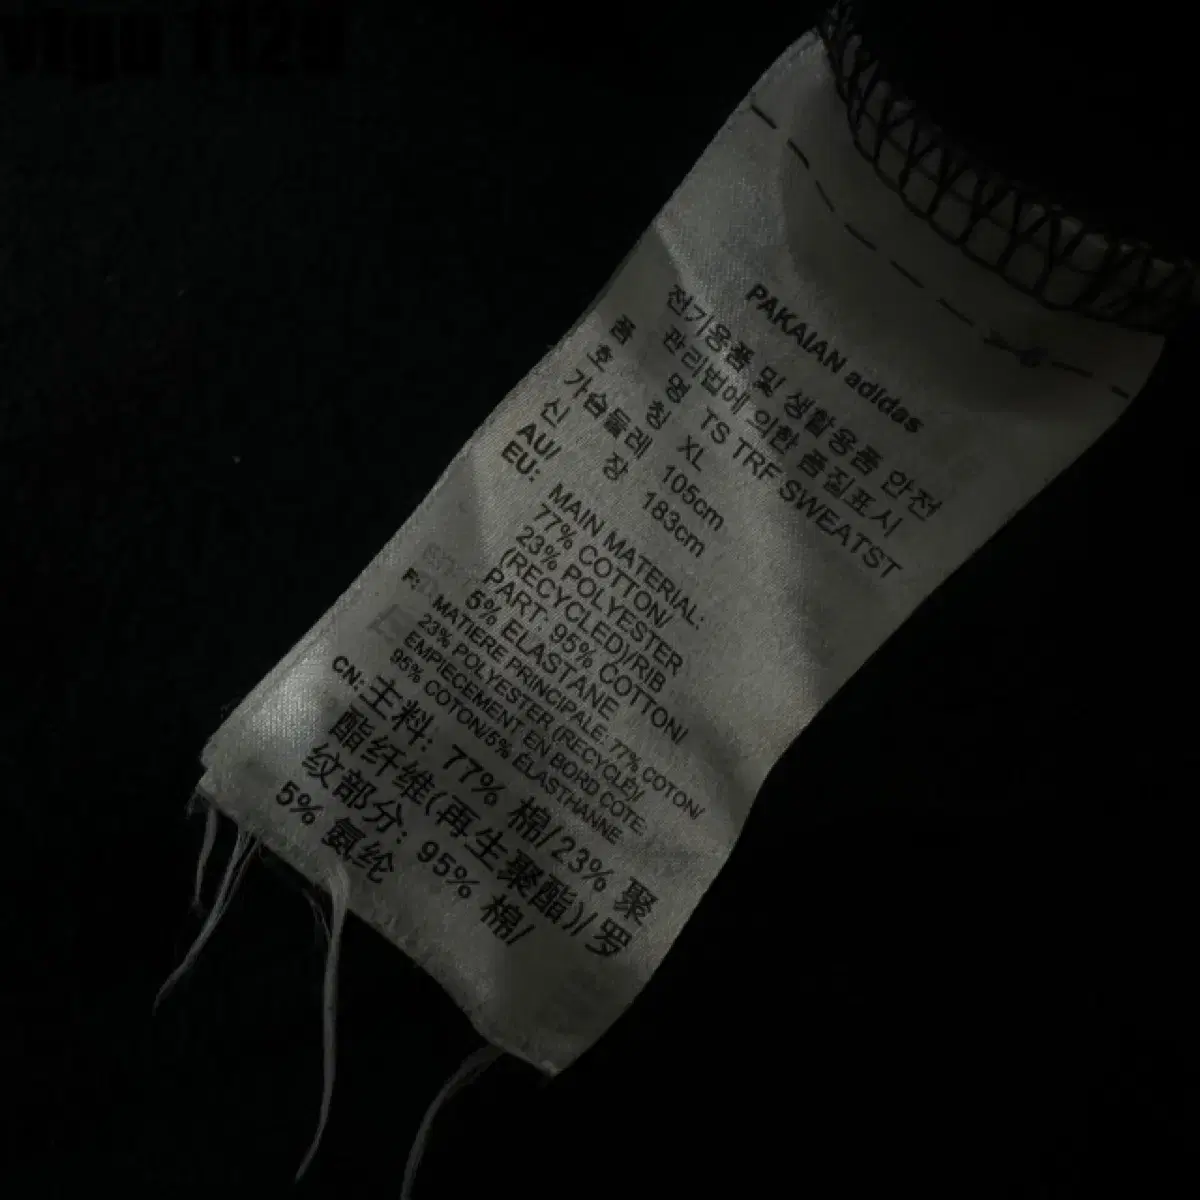 PAKAIAN adidas
전기용품 및 생활용품 안전
관리법에 의한 품질표시
품 명 TS TRF SWEATST
호 칭 XL
가슴둘레 105cm
신 장 183cm
AU/
EU: MAIN MATERIAL:
77% COTTON/
23% POLYESTER
(RECYCLED)/RIB
PART: 95% COTTON/
5% ELASTANE
F: MATIERE PRINCIPALE: 77% COTON/
23% POLYESTER (RECYCLÉ)/
EMPIECEMENT EN BORD COTE:
95% COTON/5% ELASTHANNE
CN: 主料: 77% 棉/23% 聚
酯纤维(再生聚酯)/罗
纹部分: 95% 棉/
5% 氨纶